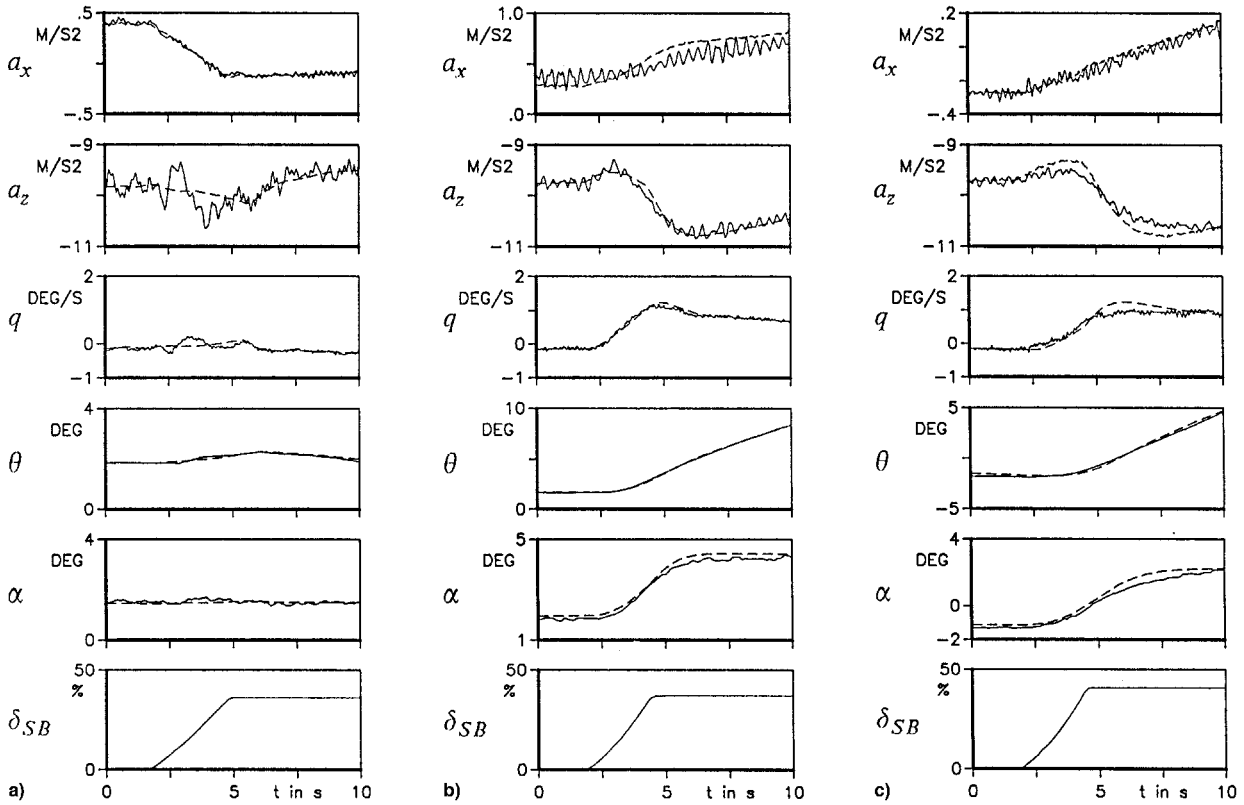 .5
M/S2
a_x
-.5
-9
M/S2
a_z
-11
2
DEG/S
q
0
-1
4
DEG
θ
0
4
DEG
α
0
50
%
δ_SB
0
0 5 t in s 10
a)
1.0
M/S2
a_x
.0
-9
M/S2
a_z
-11
2
DEG/S
q
0
-1
10
DEG
θ
0
5
DEG
α
1
50
%
δ_SB
0
0 5 t in s 10
b)
.2
M/S2
a_x
-.4
-9
M/S2
a_z
-11
2
DEG/S
q
0
-1
5
DEG
θ
-5
4
DEG
α
0
-2
50
%
δ_SB
0
0 5 t in s 10
c)